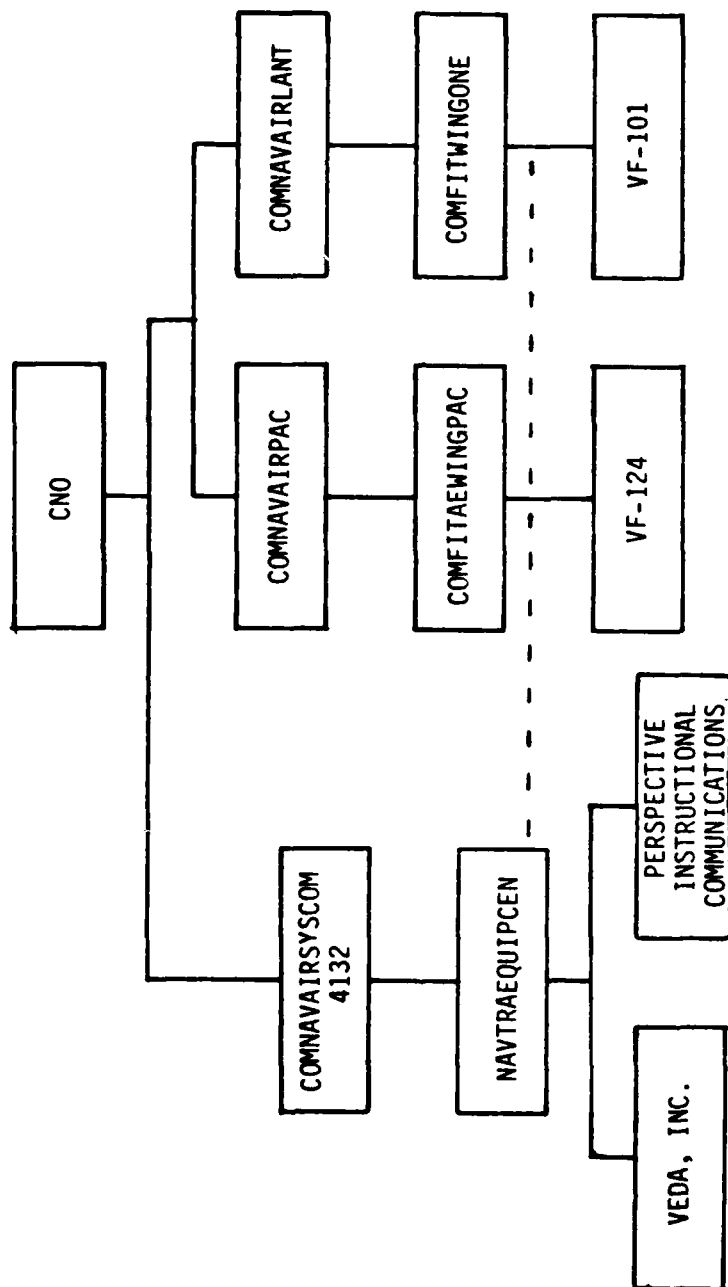 CNO
COMNAVAIRSYSCOM
4132
COMNAVAIRPAC
COMNAVAIRLANT
NAVTRAEQUIPCEN
COMFITAEWINGPAC
COMFITWINGONE
VEDA, INC.
PERSPECTIVE
INSTRUCTIONAL
COMMUNICATIONS
VF-124
VF-101